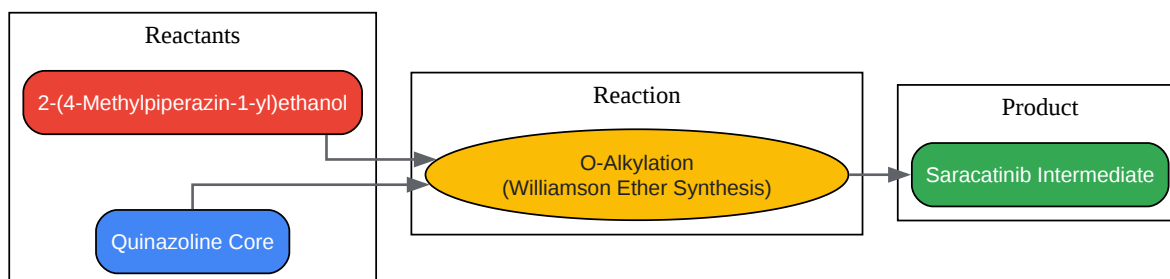 Reactants
2-(4-Methylpiperazin-1-yl)ethanol
Quinazoline Core
Reaction
O-Alkylation
(Williamson Ether Synthesis)
Product
Saracatinib Intermediate